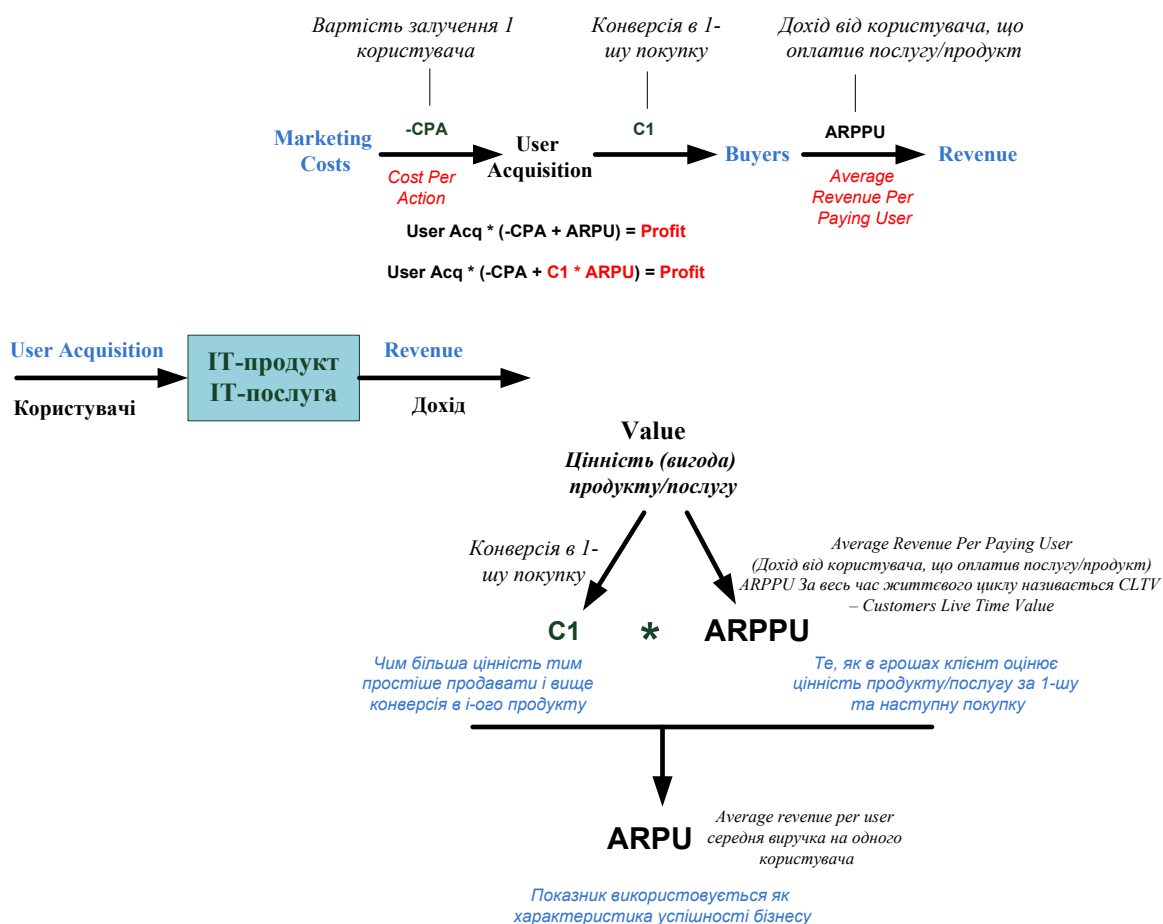 Вартість залучення 1
користувача
Конверсія в 1-
шу покупку
Дохід від користувача, що
оплатив послугу/продукт
Marketing
Costs
-CPA
Cost Per
Action
User
Acquisition
C1
Buyers
ARPPU
Average
Revenue Per
Paying User
Revenue
User Acq * (-CPA + ARPU) = Profit
User Acq * (-CPA + C1 * ARPU) = Profit
User Acquisition
Користувачі
ІТ-продукт
ІТ-послуга
Revenue
Дохід
Value
Цінність (вигода)
продукту/послугу
Конверсія в 1-
шу покупку
Average Revenue Per Paying User
(Дохід від користувача, що оплатив послугу/продукт)
ARPPU За весь час життєвого циклу називається CLTV
– Customers Live Time Value
C1 * ARPPU
Чим більша цінність тим
простіше продавати і вище
конверсія в і-ого продукту
Те, як в грошах клієнт оцінює
цінність продукту/послугу за 1-шу
та наступну покупку
ARPU
Average revenue per user
середня виручка на одного
користувача
Показник використовується як
характеристика успішності бізнесу